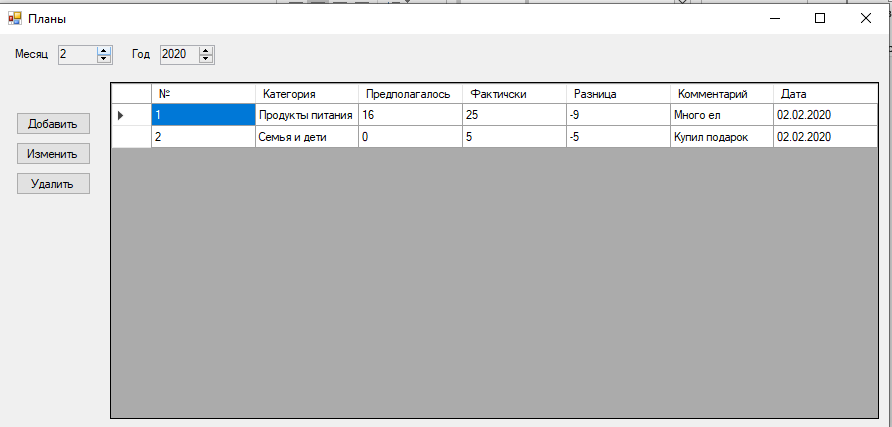 Планы
Месяц 2 Год 2020
№ Категория Предполагалось Фактичски Разница Комментарий Дата
1 Продукты питания 16 25 -9 Много ел 02.02.2020
2 Семья и дети 0 5 -5 Купил подарок 02.02.2020
Добавить
Изменить
Удалить